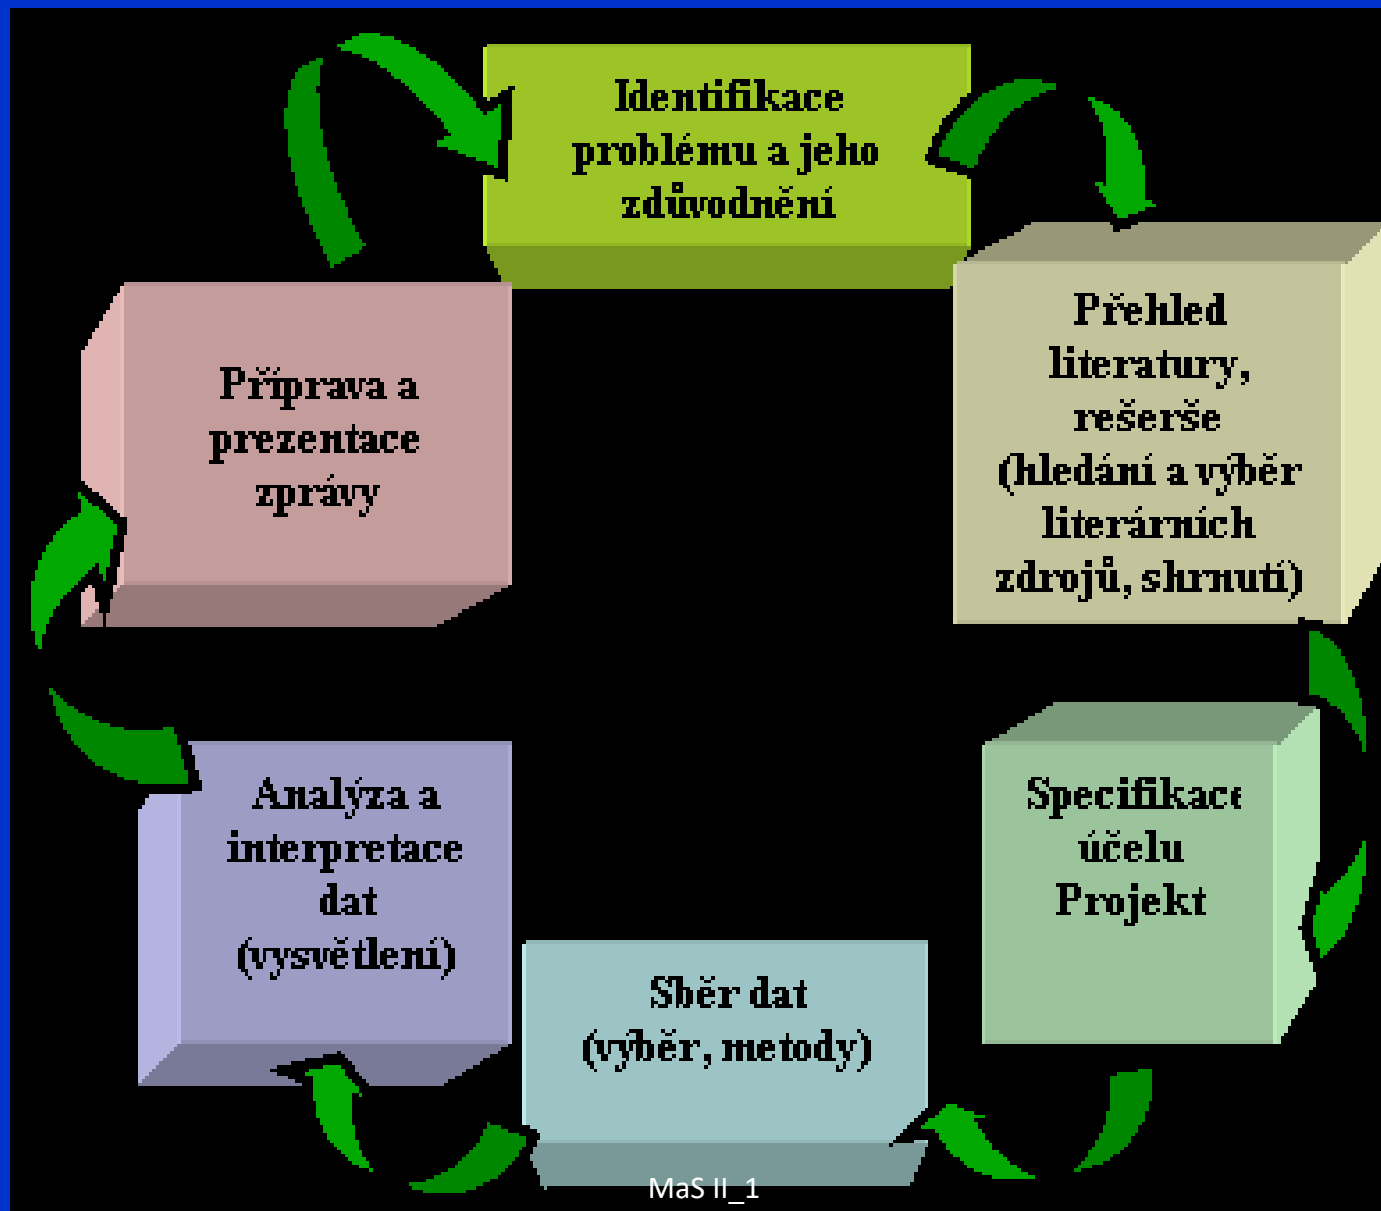 Identifikace
problému a jeho
zdůvodnění
Přehled
literatury,
rešerše
(hledání a výběr
literárních
zdrojů, shrnutí)
Specifikace
účelu
Projekt
Sběr dat
(výběr, metody)
Analýza a
interpretace
dat
(vysvětlení)
Příprava a
prezentace
zprávy
MaS II_1